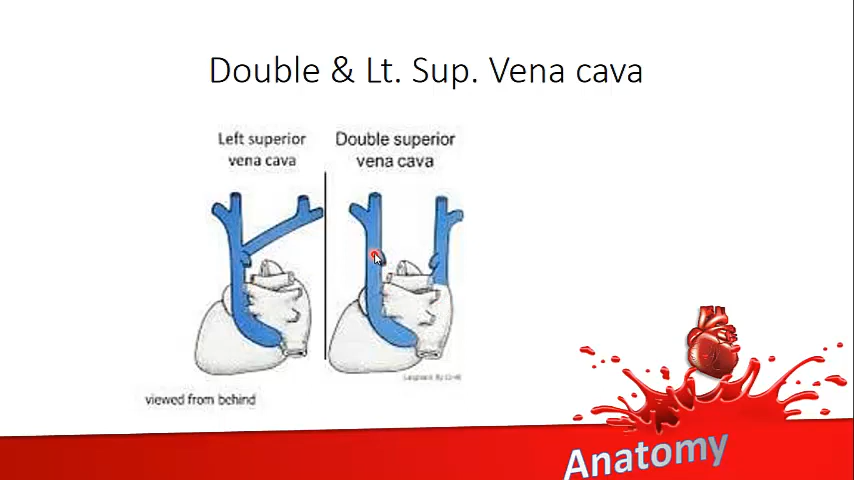 Double & Lt. Sup. Vena cava
Left superior
vena cava
Double superior
vena cava
viewed from behind
Anatomy